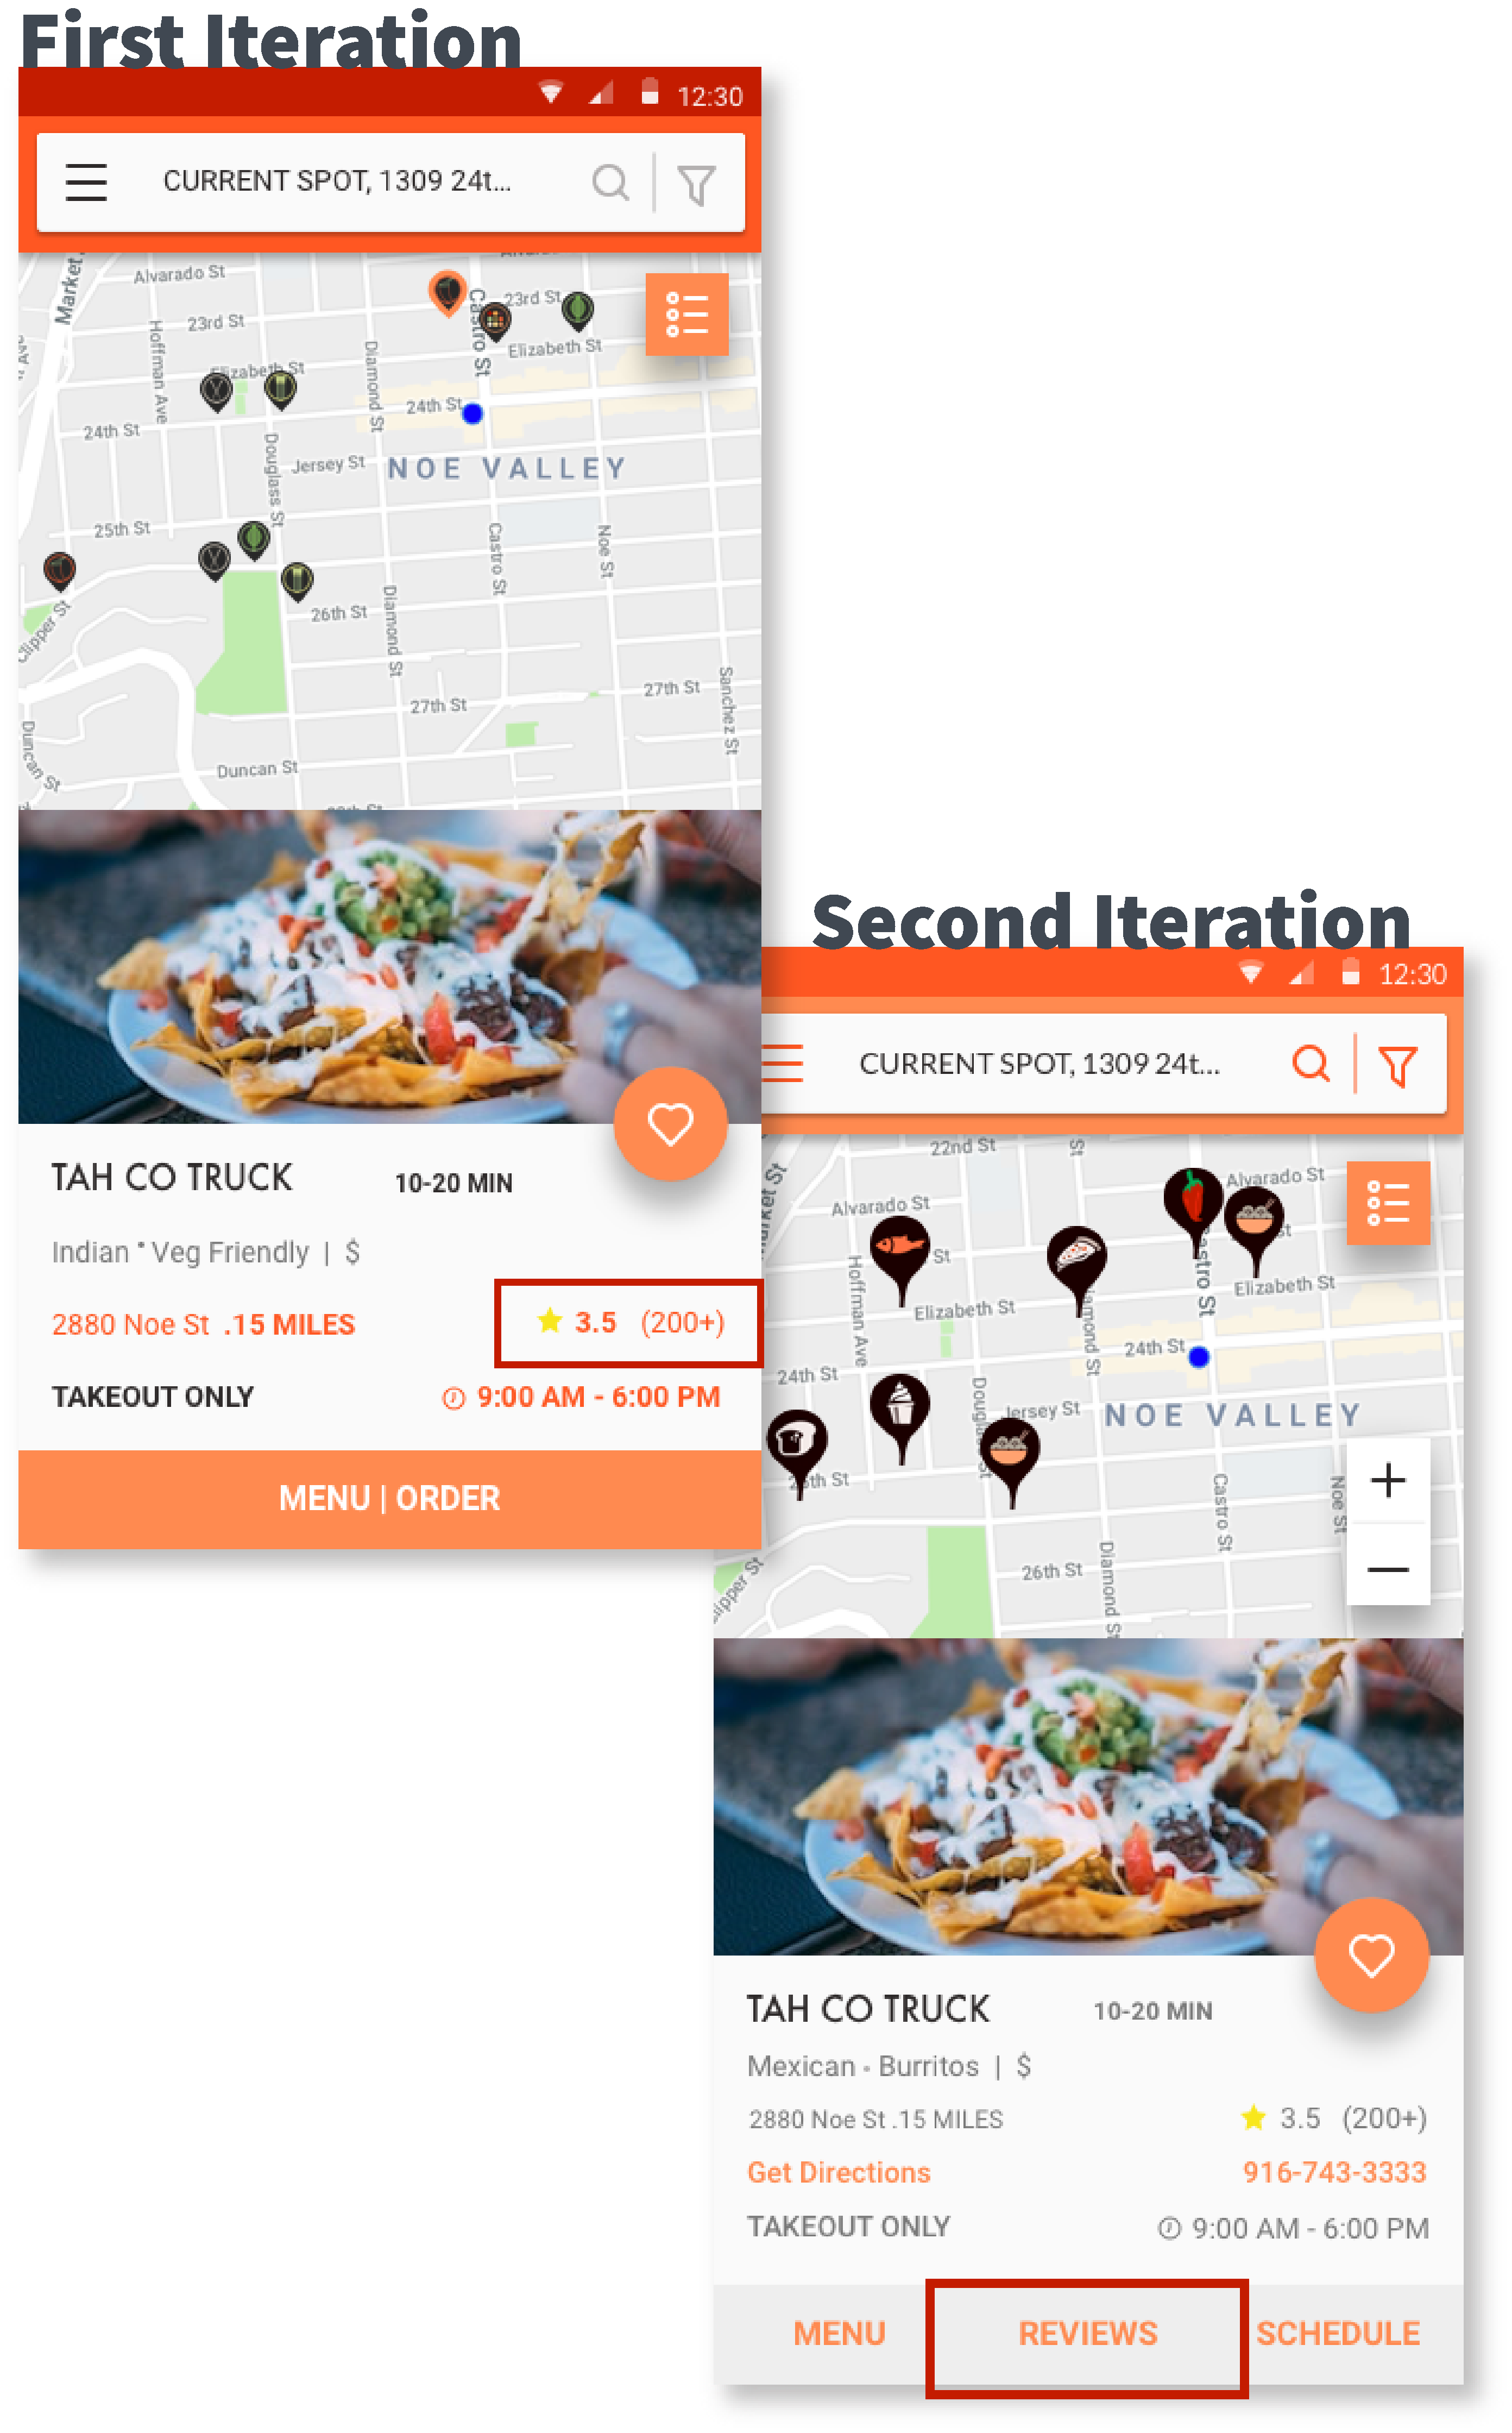 First Iteration
12:30
CURRENT SPOT, 1309 24t...
Market
Alvarado St
23rd St
Castro St
23rd St
Hoffman Ave
Elizabeth St
Diamond St
Elizabeth St
24th St
24th St
Douglass St
Jersey St
NOE VALLEY
25th St
Castro St
Noe St
Clipper St
26th St
Diamond St
27th St
27th St
Sanchez St
Duncan St
Duncan St
TAH CO TRUCK
10-20 MIN
Indian * Veg Friendly | $
2880 Noe St .15 MILES
3.5 (200+)
TAKEOUT ONLY
9:00 AM - 6:00 PM
MENU | ORDER
Second Iteration
12:30
CURRENT SPOT, 1309 24t...
22nd St
St
Alvarado St
Alvarado St
St
Hoffman Ave
Elizabeth St
Elizabeth St
24th St
24th St
Jersey St
NOE VALLEY
Castro St
Noe St
26th St
Diamond St
TAH CO TRUCK
10-20 MIN
Mexican • Burritos | $
2880 Noe St .15 MILES
3.5 (200+)
Get Directions
916-743-3333
TAKEOUT ONLY
9:00 AM - 6:00 PM
MENU
REVIEWS
SCHEDULE